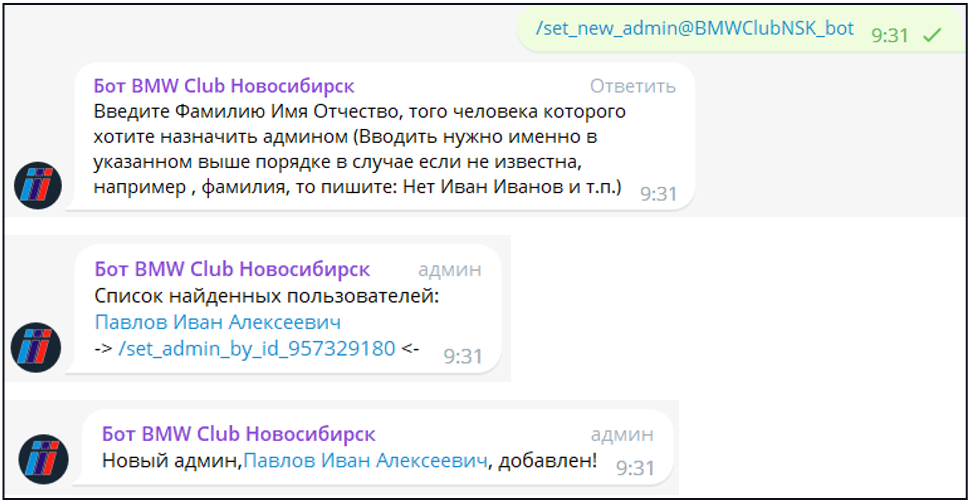 /set_new_admin@BMWClubNSK_bot 9:31
Бот BMW Club Новосибирск Ответить
Введите Фамилию Имя Отчество, того человека которого
хотите назначить админом (Вводить нужно именно в
указанном выше порядке в случае если не известна,
например , фамилия, то пишите: Нет Иван Иванов и т.п.) 9:31
Бот BMW Club Новосибирск админ
Список найденных пользователей:
Павлов Иван Алексеевич
-> /set_admin_by_id_957329180 <- 9:31
Бот BMW Club Новосибирск админ
Новый админ,Павлов Иван Алексеевич, добавлен! 9:31